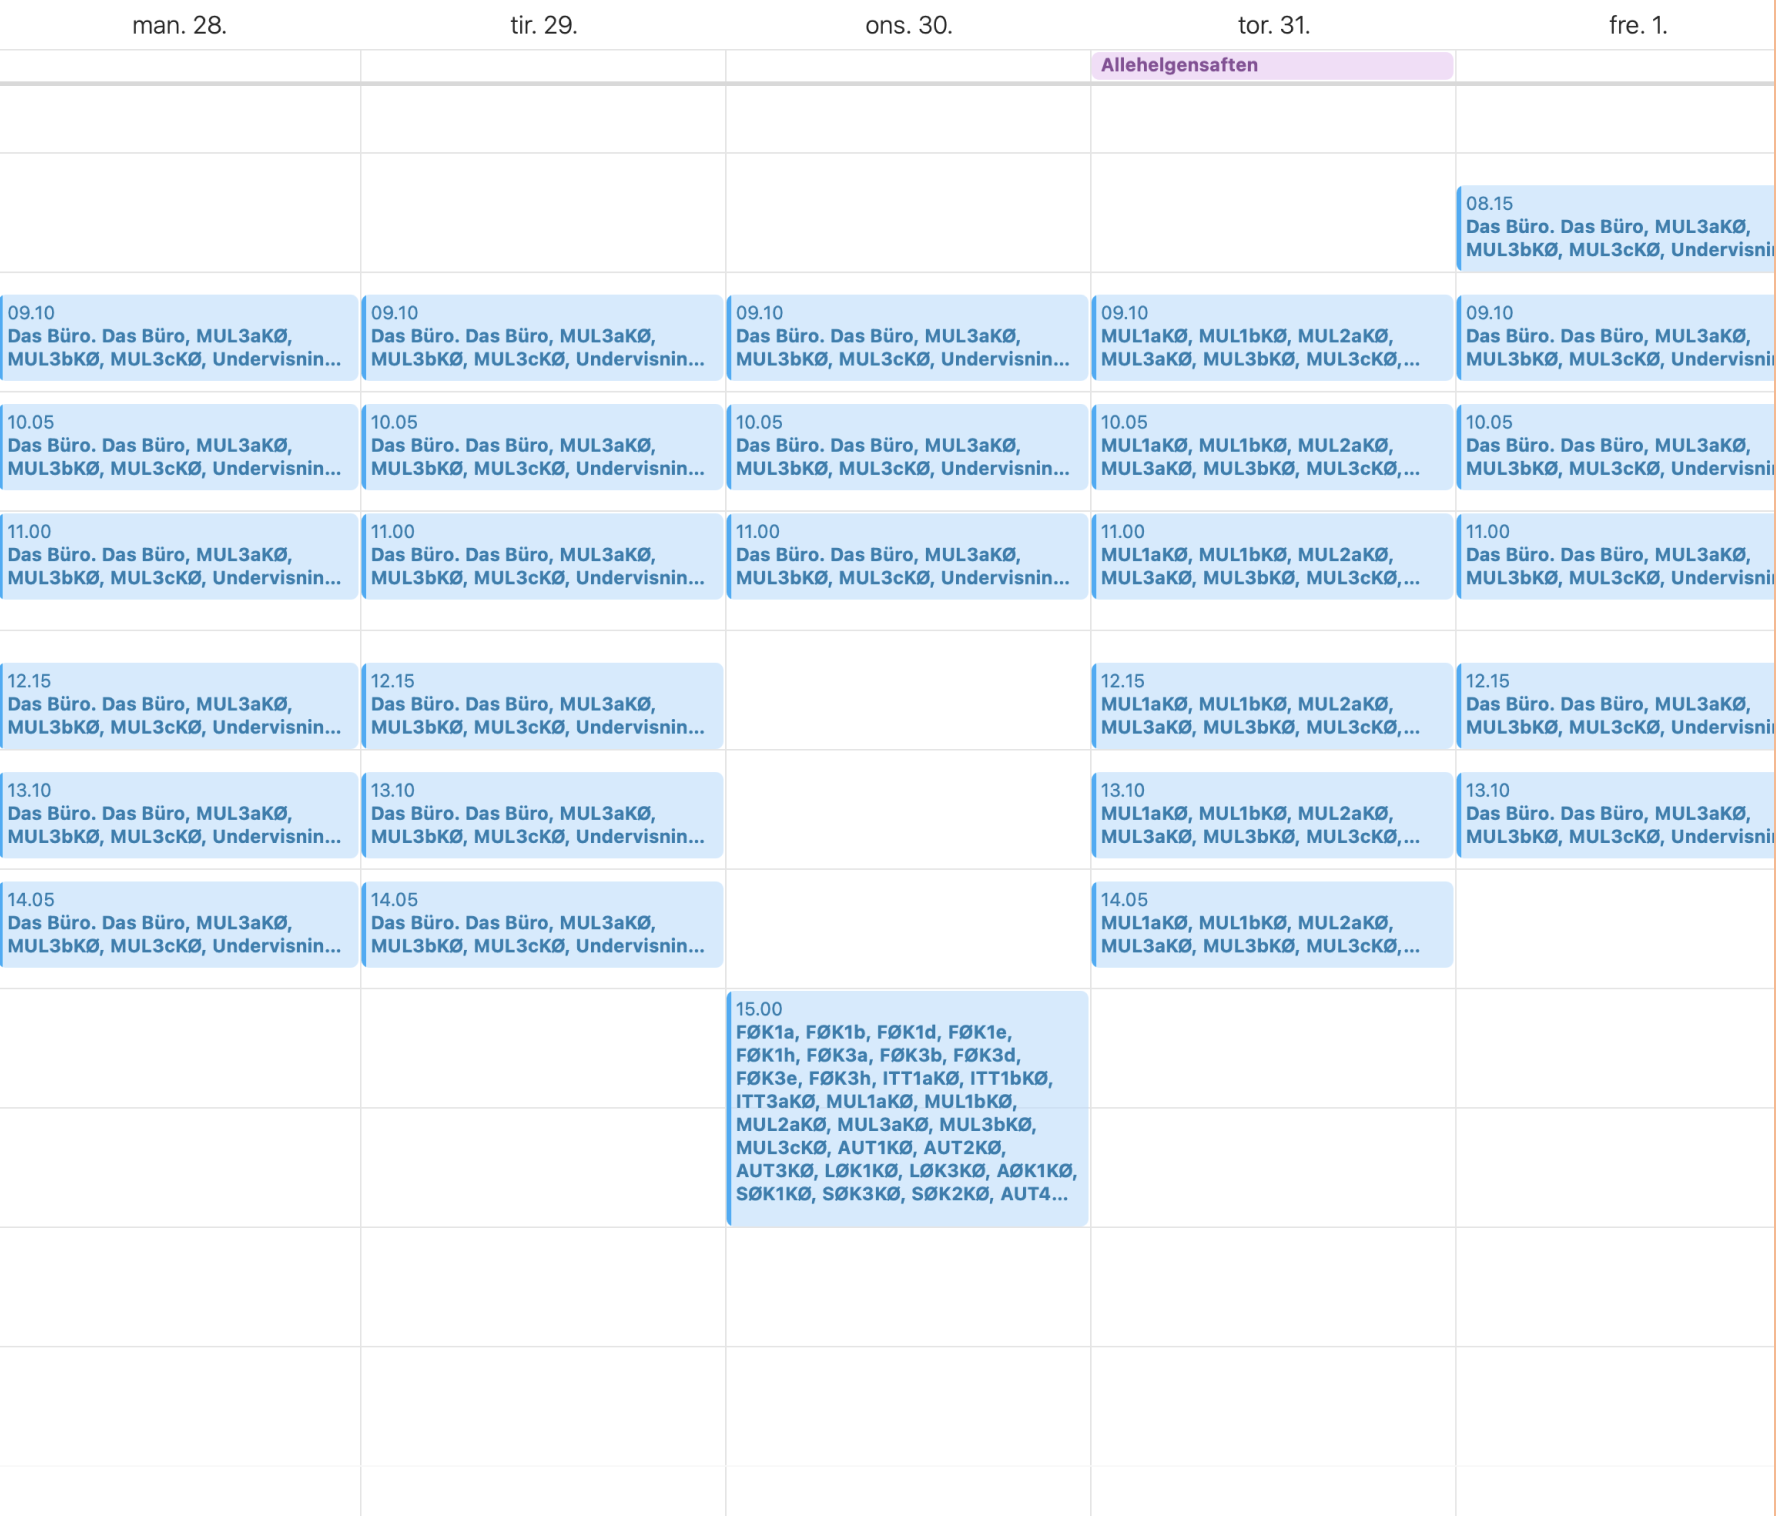 man. 28.
tir. 29.
ons. 30.
tor. 31.
fre. 1.
Allehelgensaften
08.15
Das Büro. Das Büro, MUL3aKØ,
MUL3bKØ, MUL3cKØ, Undervisnin
09.10
Das Büro. Das Büro, MUL3aKØ,
MUL3bKØ, MUL3cKØ, Undervisnin...
09.10
Das Büro. Das Büro, MUL3aKØ,
MUL3bKØ, MUL3cKØ, Undervisnin...
09.10
Das Büro. Das Büro, MUL3aKØ,
MUL3bKØ, MUL3cKØ, Undervisnin...
09.10
MUL1aKØ, MUL1bKØ, MUL2aKØ,
MUL3aKØ, MUL3bKØ, MUL3cKØ,...
09.10
Das Büro. Das Büro, MUL3aKØ,
MUL3bKØ, MUL3cKØ, Undervisnin
10.05
Das Büro. Das Büro, MUL3aKØ,
MUL3bKØ, MUL3cKØ, Undervisnin...
10.05
Das Büro. Das Büro, MUL3aKØ,
MUL3bKØ, MUL3cKØ, Undervisnin...
10.05
Das Büro. Das Büro, MUL3aKØ,
MUL3bKØ, MUL3cKØ, Undervisnin...
10.05
MUL1aKØ, MUL1bKØ, MUL2aKØ,
MUL3aKØ, MUL3bKØ, MUL3cKØ,...
10.05
Das Büro. Das Büro, MUL3aKØ,
MUL3bKØ, MUL3cKØ, Undervisnin
11.00
Das Büro. Das Büro, MUL3aKØ,
MUL3bKØ, MUL3cKØ, Undervisnin...
11.00
Das Büro. Das Büro, MUL3aKØ,
MUL3bKØ, MUL3cKØ, Undervisnin...
11.00
Das Büro. Das Büro, MUL3aKØ,
MUL3bKØ, MUL3cKØ, Undervisnin...
11.00
MUL1aKØ, MUL1bKØ, MUL2aKØ,
MUL3aKØ, MUL3bKØ, MUL3cKØ,...
11.00
Das Büro. Das Büro, MUL3aKØ,
MUL3bKØ, MUL3cKØ, Undervisnin
12.15
Das Büro. Das Büro, MUL3aKØ,
MUL3bKØ, MUL3cKØ, Undervisnin...
12.15
Das Büro. Das Büro, MUL3aKØ,
MUL3bKØ, MUL3cKØ, Undervisnin...
12.15
MUL1aKØ, MUL1bKØ, MUL2aKØ,
MUL3aKØ, MUL3bKØ, MUL3cKØ,...
12.15
Das Büro. Das Büro, MUL3aKØ,
MUL3bKØ, MUL3cKØ, Undervisnin
13.10
Das Büro. Das Büro, MUL3aKØ,
MUL3bKØ, MUL3cKØ, Undervisnin...
13.10
Das Büro. Das Büro, MUL3aKØ,
MUL3bKØ, MUL3cKØ, Undervisnin...
13.10
MUL1aKØ, MUL1bKØ, MUL2aKØ,
MUL3aKØ, MUL3bKØ, MUL3cKØ,...
13.10
Das Büro. Das Büro, MUL3aKØ,
MUL3bKØ, MUL3cKØ, Undervisnin
14.05
Das Büro. Das Büro, MUL3aKØ,
MUL3bKØ, MUL3cKØ, Undervisnin...
14.05
Das Büro. Das Büro, MUL3aKØ,
MUL3bKØ, MUL3cKØ, Undervisnin...
14.05
MUL1aKØ, MUL1bKØ, MUL2aKØ,
MUL3aKØ, MUL3bKØ, MUL3cKØ,...
15.00
FØK1a, FØK1b, FØK1d, FØK1e,
FØK1h, FØK3a, FØK3b, FØK3d,
FØK3e, FØK3h, ITT1aKØ, ITT1bKØ,
ITT3aKØ, MUL1aKØ, MUL1bKØ,
MUL2aKØ, MUL3aKØ, MUL3bKØ,
MUL3cKØ, AUT1KØ, AUT2KØ,
AUT3KØ, LØK1KØ, LØK3KØ, AØK1KØ,
SØK1KØ, SØK3KØ, SØK2KØ, AUT4...